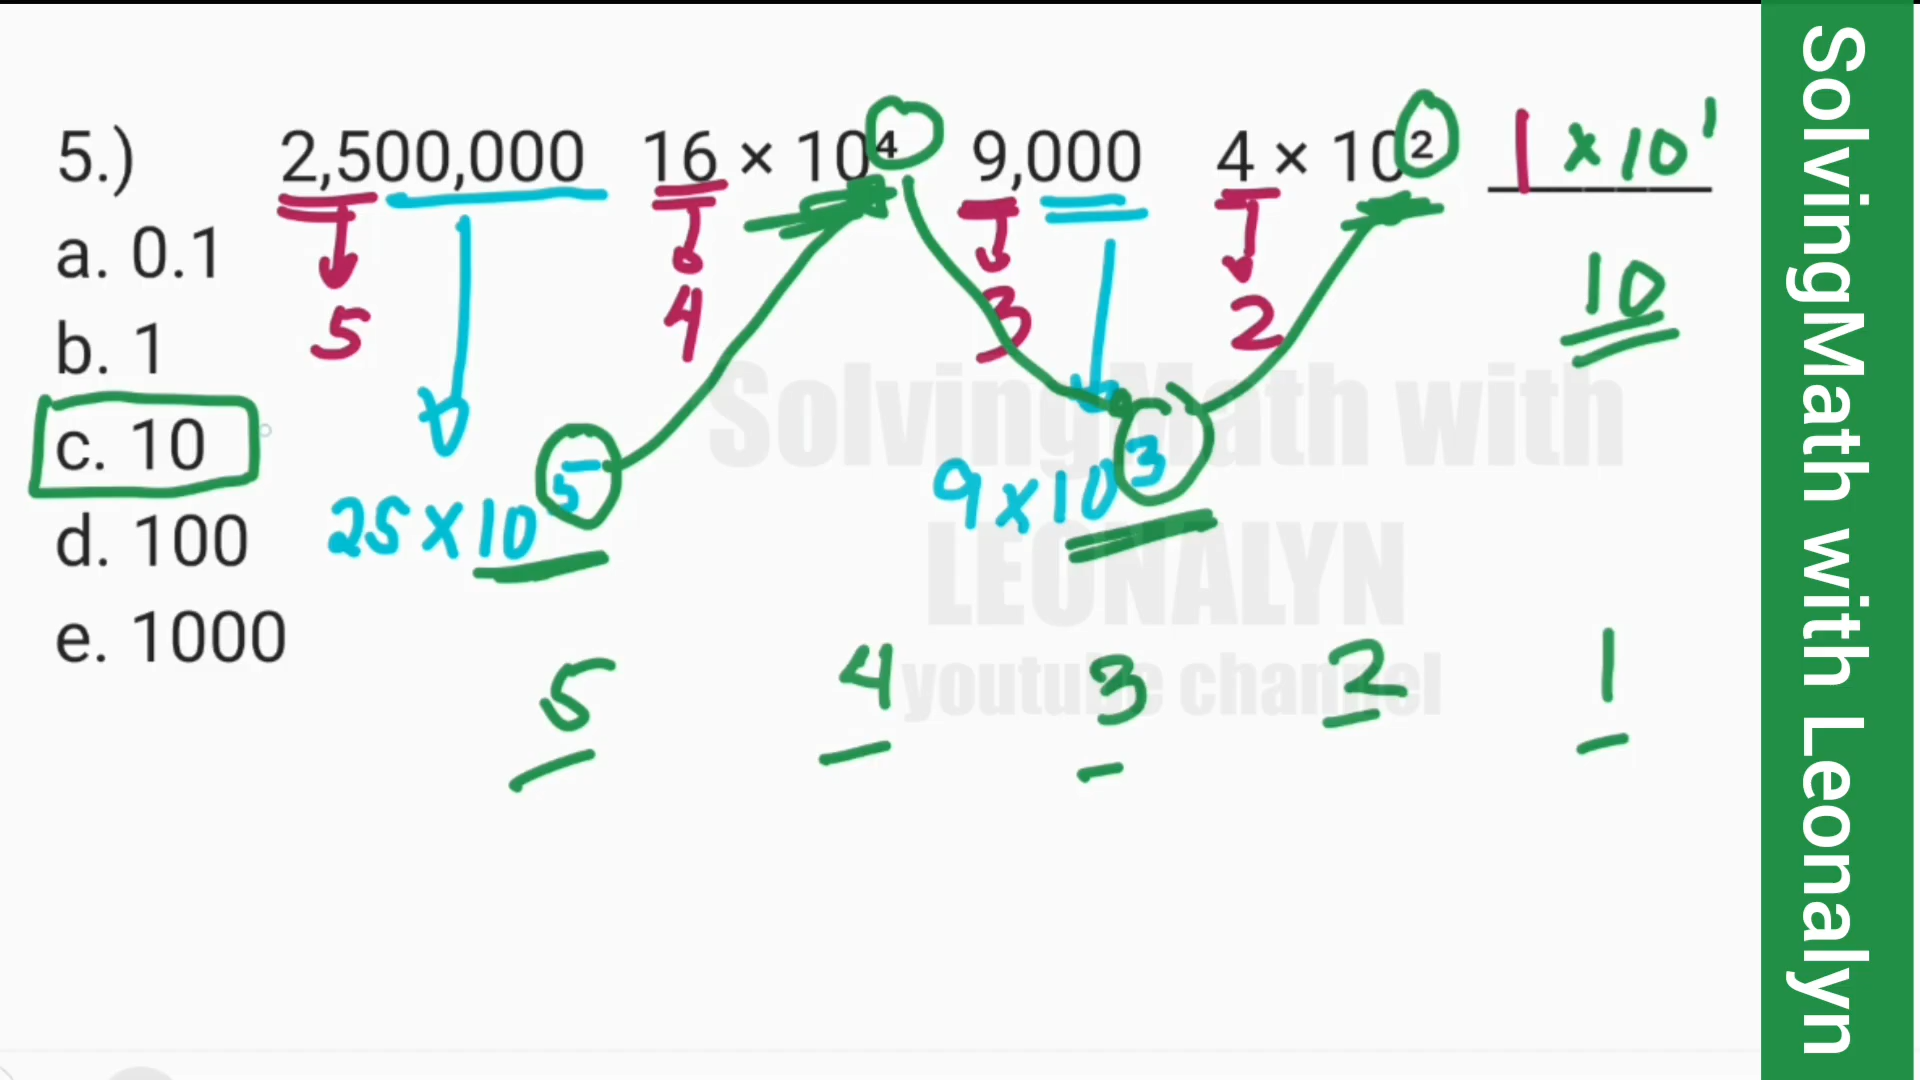 5.) 2,500,000 16 × 10⁴ 9,000 4 × 10² 1 x 10¹
a. 0.1
5 4 3 2 10
b. 1
c. 10
25 x 10⁵ 9 x 10³
d. 100
e. 1000
5 4 3 2 1
Solving Math with
LEONALYN
youtube channel
SolvingMath with Leonalyn